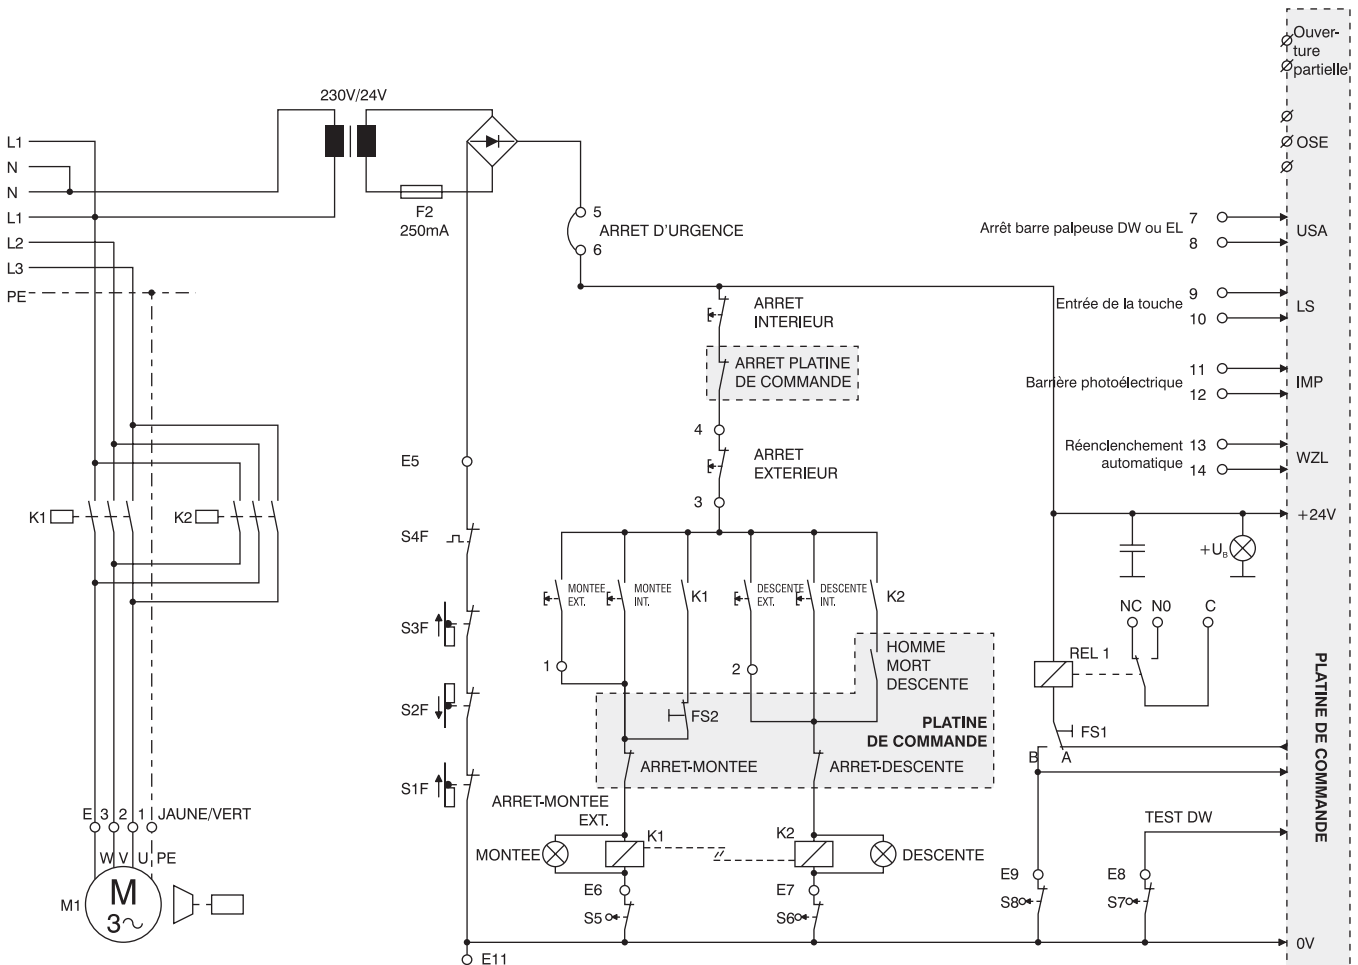 Ouver-
ture
partielle
230V/24V
L1
N
N
L1
L2
L3
PE
OSE
F2
250mA
5
ARRET D'URGENCE
6
Arrêt barre palpeuse DW ou EL
7
8
USA
Entrée de la touche
9
10
LS
ARRET
INTERIEUR
ARRET PLATINE
DE COMMANDE
Barrière photoélectrique
11
12
IMP
4
ARRET
EXTERIEUR
3
Réenclenchement
automatique
13
14
WZL
E5
K1
K2
+24V
S4F
+UB
MONTEE
EXT.
MONTEE
INT.
K1
DESCENTE
EXT.
DESCENTE
INT.
K2
NC
N0
C
S3F
1
2
HOMME
MORT
DESCENTE
REL 1
S2F
FS2
PLATINE
DE COMMANDE
FS1
B
A
ARRET-MONTEE
ARRET-DESCENTE
PLATINE DE COMMANDE
S1F
ARRET-MONTEE
EXT.
E
3
2
1
JAUNE/VERT
TEST DW
K1
K2
W
V
U
PE
MONTEE
DESCENTE
M1
M
3~
E6
E7
E9
E8
S5
S6
S8
S7
0V
E11